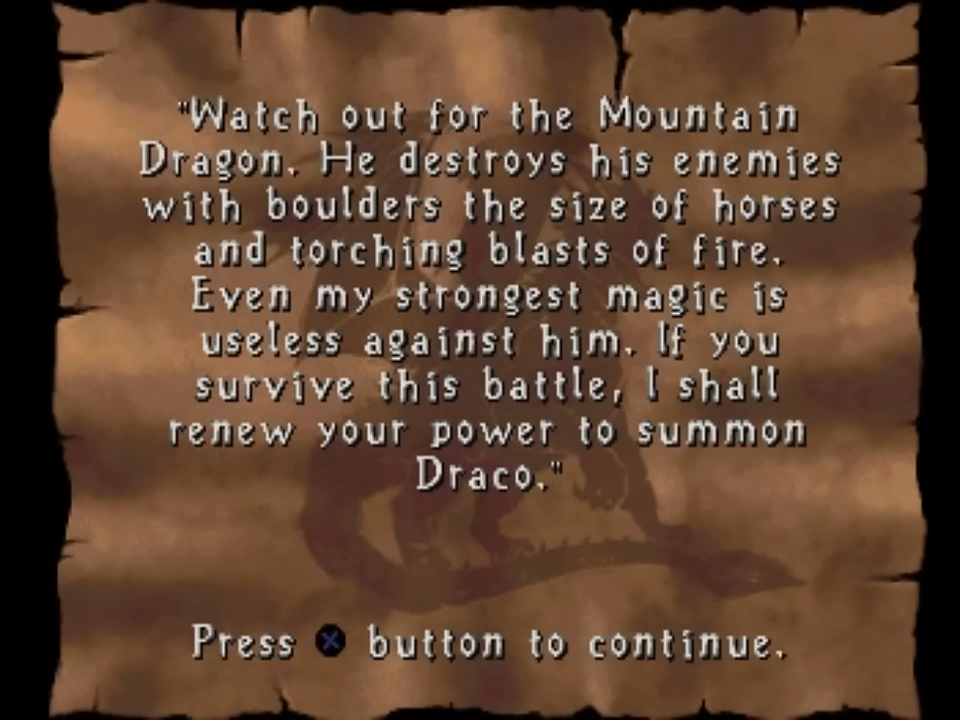 "Watch out for the Mountain
Dragon. He destroys his enemies
with boulders the size of horses
and torching blasts of fire.
Even my strongest magic is
useless against him. If you
survive this battle, I shall
renew your power to summon
Draco."
Press ⓧ button to continue.